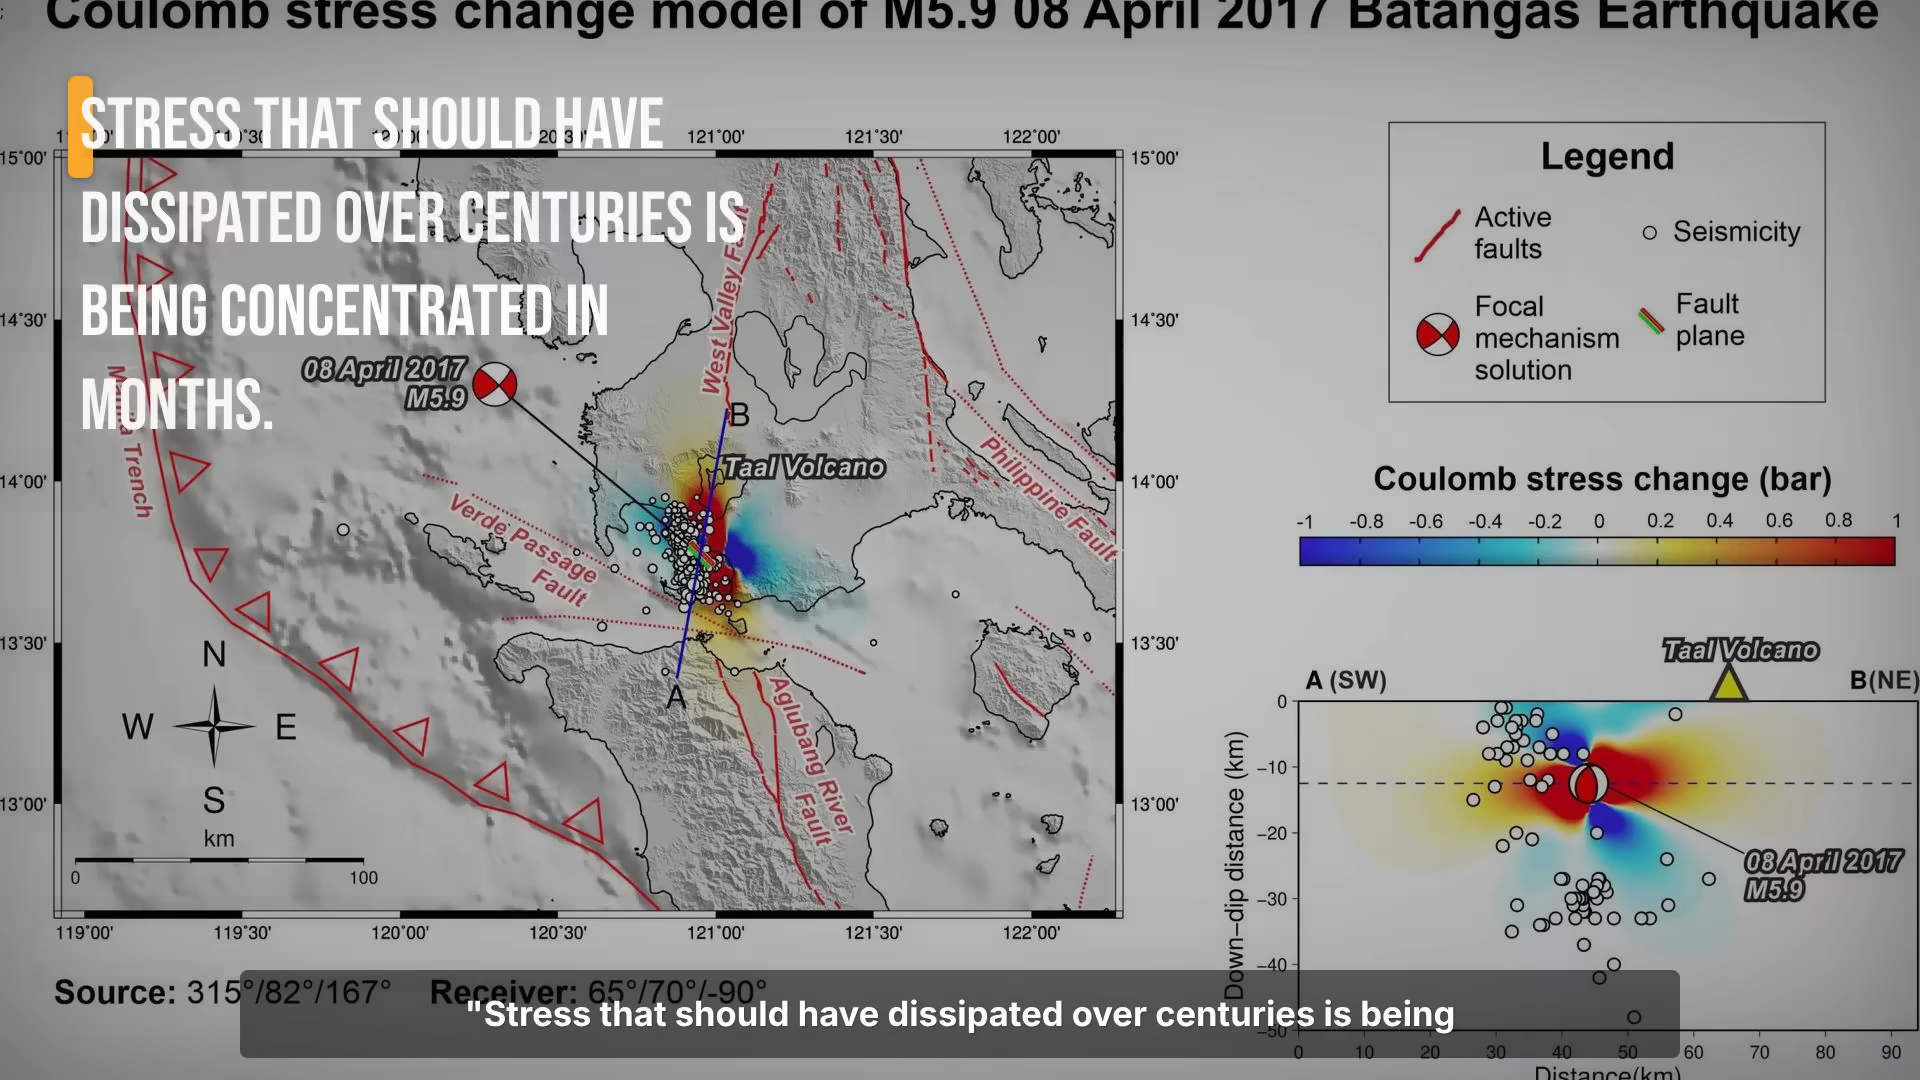 Coulomb stress change model of M5.9 08 April 2017 Batangas Earthquake
STRESS THAT SHOULD HAVE
DISSIPATED OVER CENTURIES IS
BEING CONCENTRATED IN
MONTHS.
120°30'
121°00'
121°30'
122°00'
15°00'
15°00'
14°30'
14°30'
14°00'
14°00'
13°30'
13°30'
13°00'
13°00'
119°00'
119°30'
120°00'
120°30'
121°00'
121°30'
122°00'
08 April 2017
M5.9
West Valley Fault
B
Taal Volcano
Philippine Fault
Verde Passage
Fault
Trench
A
Aglubang River
Fault
N
W
E
S
km
0
100
Legend
Active
faults
Seismicity
Focal
mechanism
solution
Fault
plane
Coulomb stress change (bar)
-1 -0.8 -0.6 -0.4 -0.2 0 0.2 0.4 0.6 0.8 1
Taal Volcano
A (SW)
B(NE)
Down-dip distance (km)
0
-10
-20
-30
-40
-50
08 April 2017
M5.9
0 10 20 30 40 50 60 70 80 90
Distance(km)
Source: 315°/82°/167° Receiver: 65°/70°/-90°
"Stress that should have dissipated over centuries is being